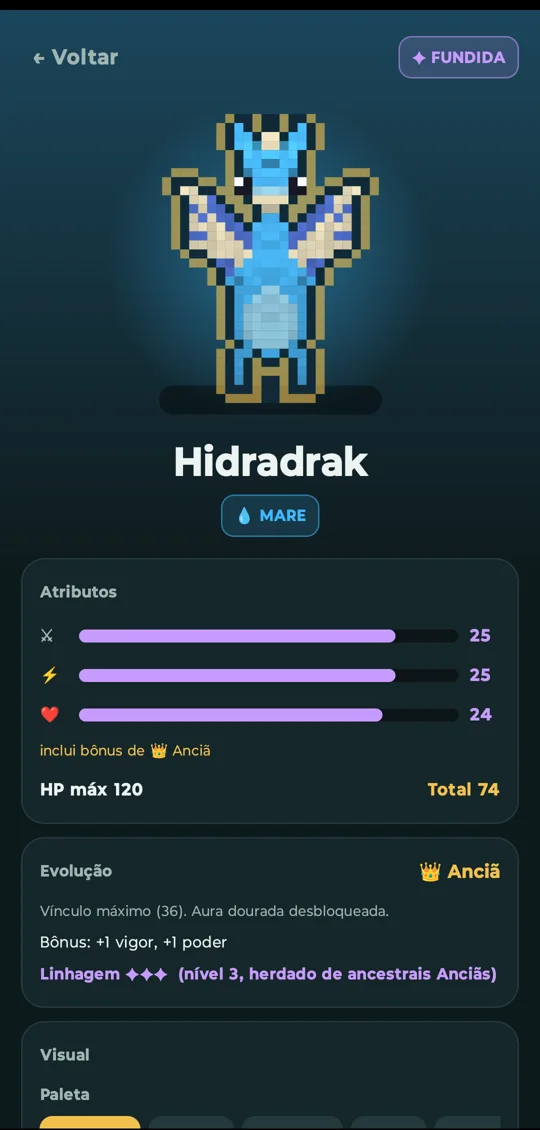 ← Voltar
✦ FUNDIDA
Hidradrak
💧 MARE
Atributos
⚔ 25
⚡ 25
❤️ 24
inclui bônus de 👑 Anciã
HP máx 120
Total 74
Evolução
👑 Anciã
Vínculo máximo (36). Aura dourada desbloqueada.
Bônus: +1 vigor, +1 poder
Linhagem ✦✦✦ (nível 3, herdado de ancestrais Anciãs)
Visual
Paleta